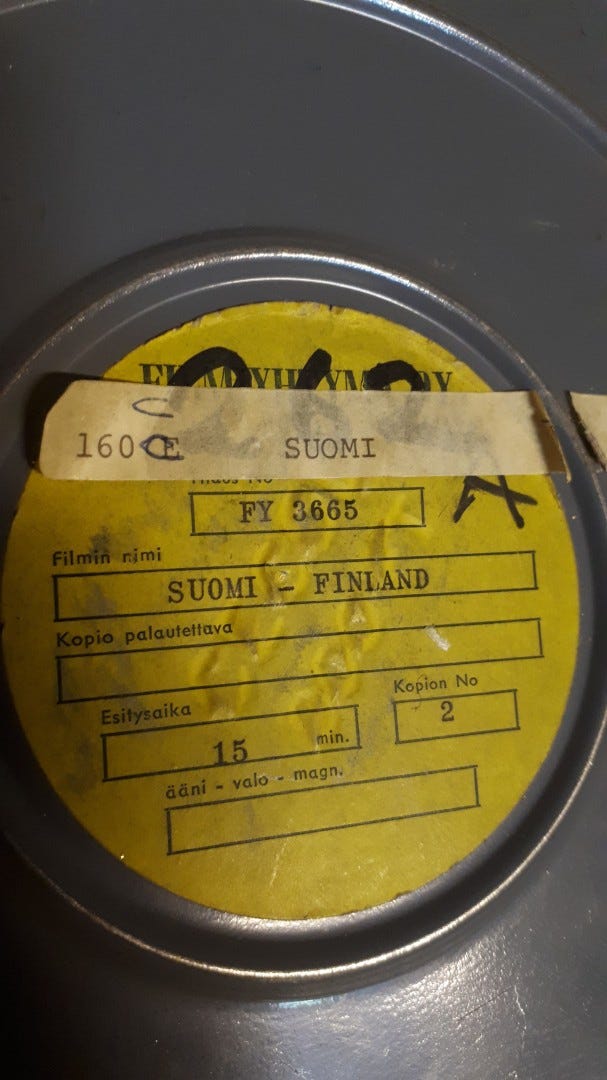 160 E SUOMI
FY 3665
Filmin nimi
SUOMI - FINLAND
Kopio palautettava
Esitysaika
Kopion No
2
15 min.
ääni - valo - magn.